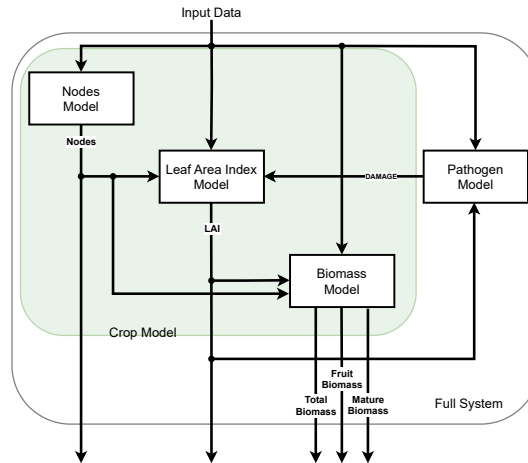 Input Data
Nodes
Model
Nodes
Leaf Area Index
Model
DAMAGE
Pathogen
Model
LAI
Biomass
Model
Crop Model
Total
Biomass
Fruit
Biomass
Mature
Biomass
Full System